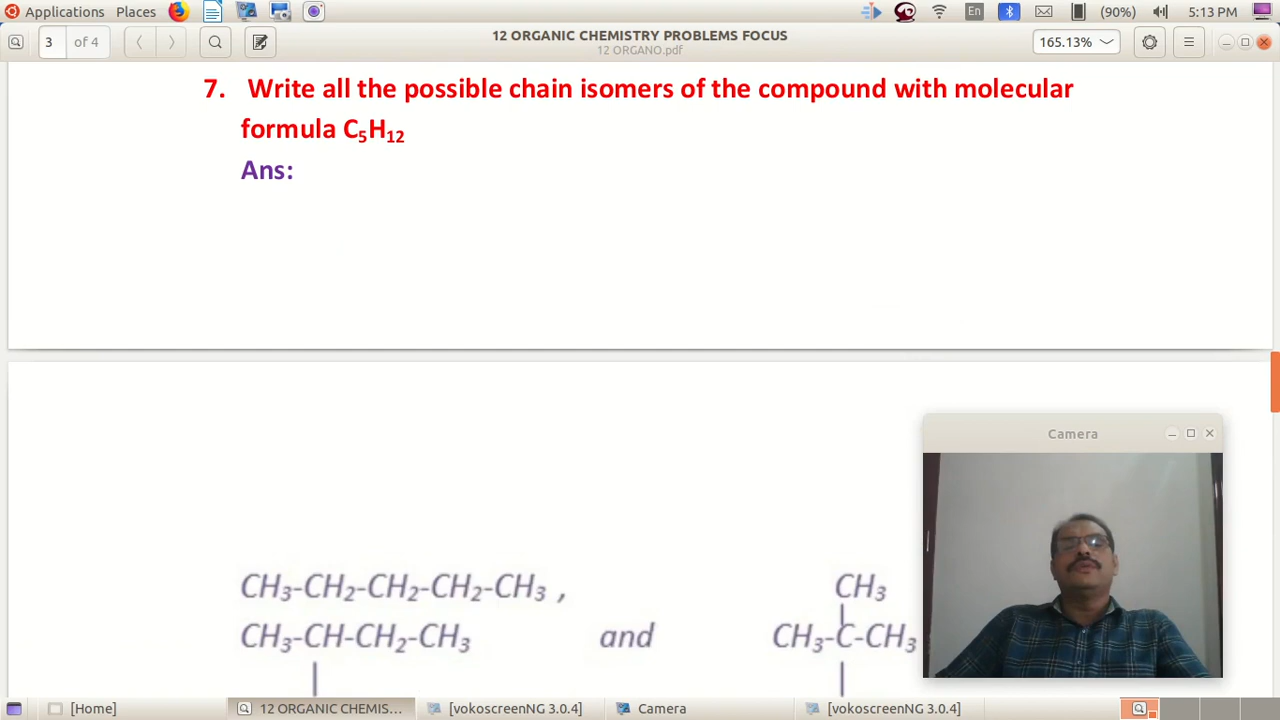 Applications Places En (90%) 5:13 PM
3 of 4 12 ORGANIC CHEMISTRY PROBLEMS FOCUS 165.13%
12 ORGANO.pdf
7. Write all the possible chain isomers of the compound with molecular
formula C₅H₁₂
Ans:
Camera
CH₃-CH₂-CH₂-CH₂-CH₃ , CH₃
CH₃-CH-CH₂-CH₃ and CH₃-C-CH₃
[Home] 12 ORGANIC CHEMIS... [vokoscreenNG 3.0.4] Camera [vokoscreenNG 3.0.4]